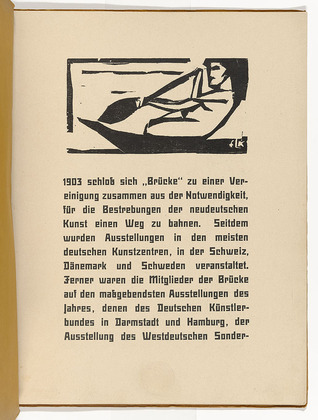 1903 schloß sich „Brücke“ zu einer Ver-
einigung zusammen aus der Notwendigkeit,
für die Bestrebungen der neudeutschen
Kunst einen Weg zu bahnen. Seitdem
wurden Ausstellungen in den meisten
deutschen Kunstzentren, in der Schweiz,
Dänemark und Schweden veranstaltet.
Ferner waren die Mitglieder der Brücke
auf den maßgebendsten Ausstellungen des
Jahres, denen des Deutschen Künstler-
bundes in Darmstadt und Hamburg, der
Ausstellung des Westdeutschen Sonder-